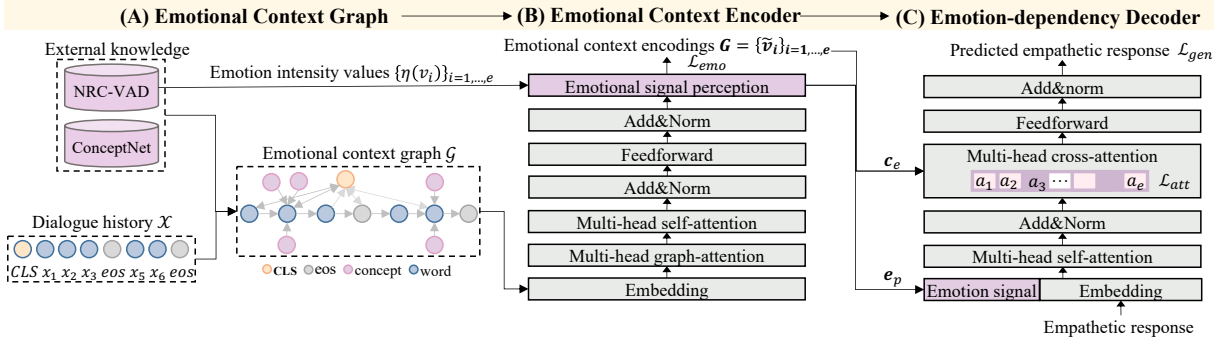 (A) Emotional Context Graph
(B) Emotional Context Encoder
(C) Emotion-dependency Decoder
External knowledge
NRC-VAD
ConceptNet
Emotion intensity values {η(v_i)}_{i=1,...,e}
Emotional context graph 𝒢
Dialogue history 𝒳
CLS x_1 x_2 x_3 eos x_5 x_6 eos
CLS eos concept word
Emotional context encodings G = {ṽ_i}_{i=1,...,e}
ℒ_emo
Emotional signal perception
Add&Norm
Feedforward
Add&Norm
Multi-head self-attention
Multi-head graph-attention
Embedding
c_e
e_p
Predicted empathetic response ℒ_gen
Add&norm
Feedforward
Multi-head cross-attention
a_1 a_2 a_3 ... a_e ℒ_att
Add&Norm
Multi-head self-attention
Emotion signal Embedding
Empathetic response